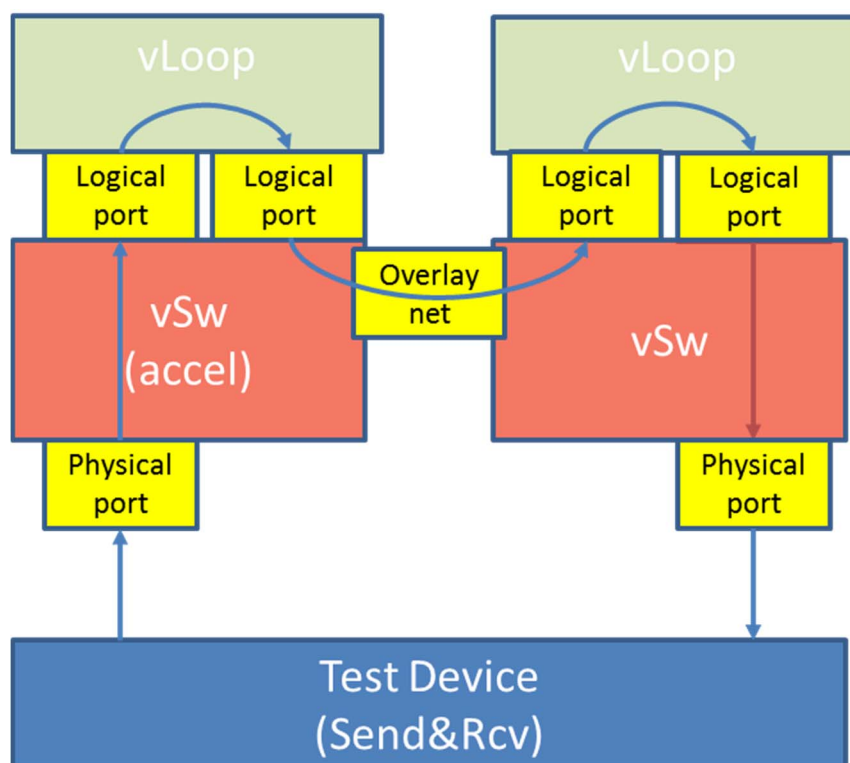 vLoop
vLoop
Logical
port
Logical
port
Logical
port
Logical
port
Overlay
net
vSw
(accel)
vSw
Physical
port
Physical
port
Test Device
(Send&Rcv)